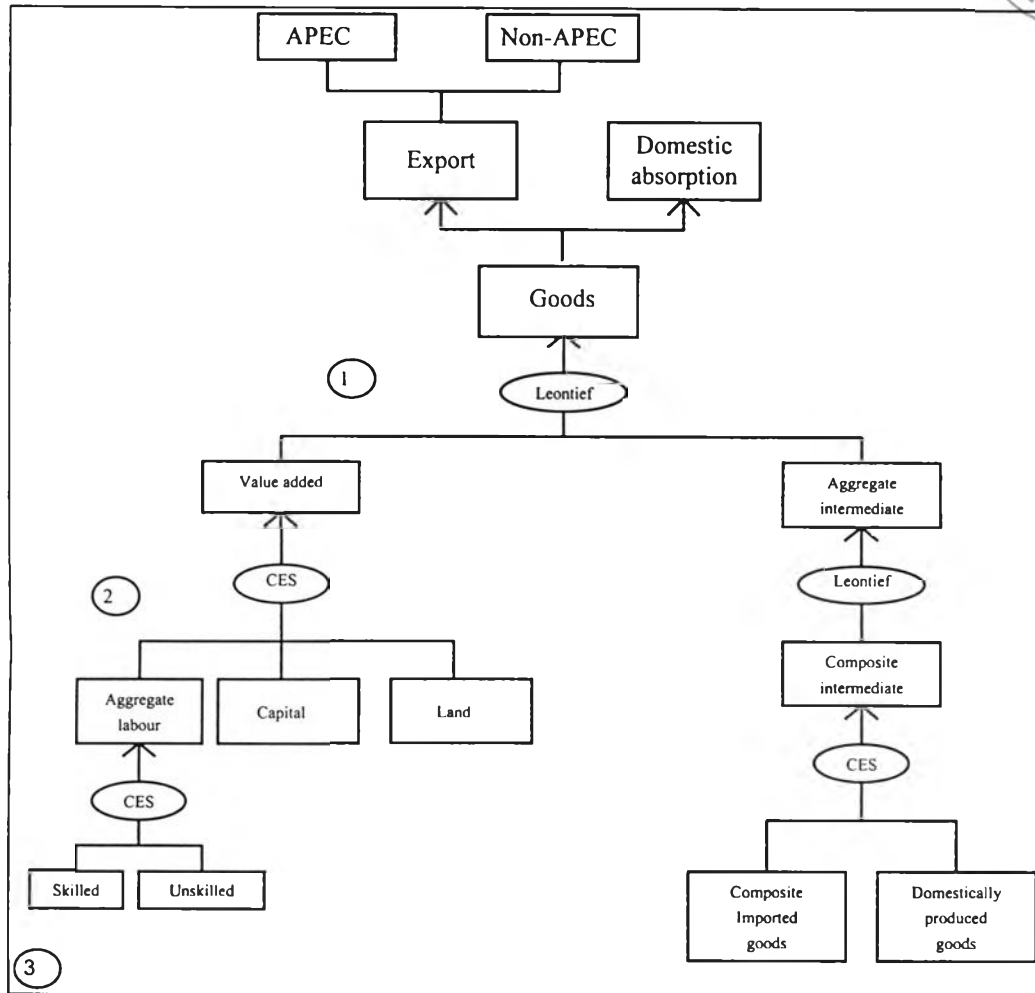 APEC
Non-APEC
Export
Domestic
absorption
Goods
1
Leontief
Value added
Aggregate
intermediate
CES
Leontief
2
Aggregate
labour
Capital
Land
Composite
intermediate
CES
CES
Skilled
Unskilled
Composite
Imported
goods
Domestically
produced
goods
3